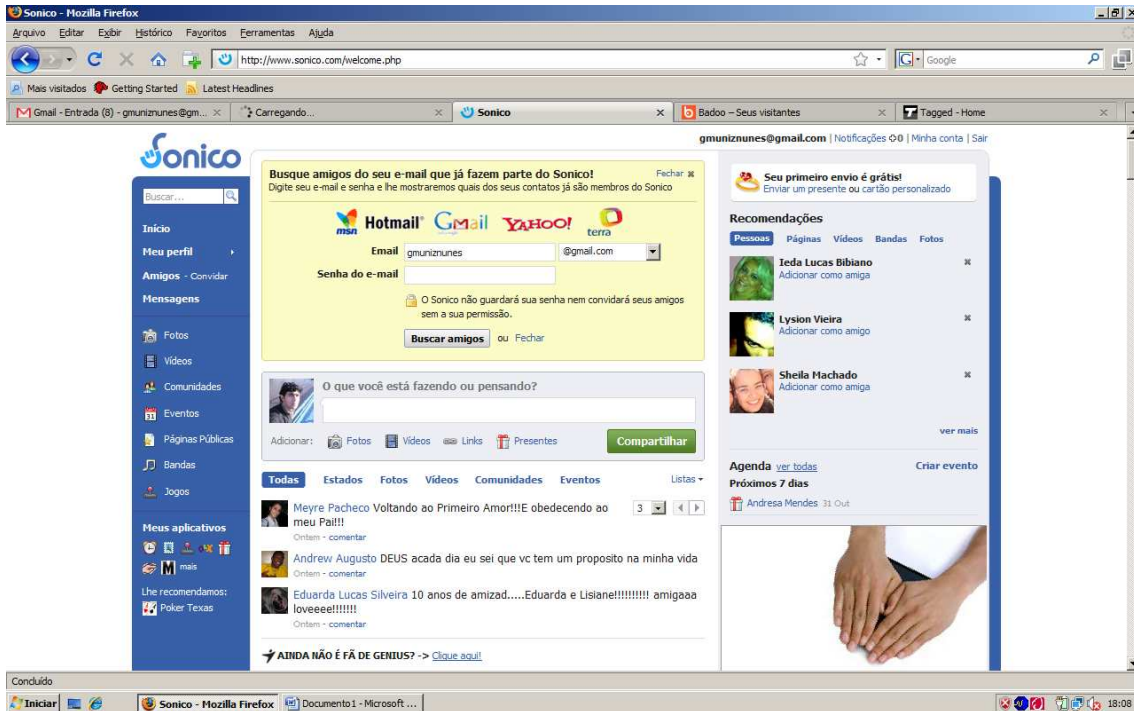 Sonico - Mozilla Firefox
Arquivo Editar Exibir Histórico Favoritos Ferramentas Ajuda
http://www.sonico.com/welcome.php
Google
Mais visitados Getting Started Latest Headlines
Gmail - Entrada (8) - gmuniznunes@gm...
Carregando...
Sonico
Badoo – Seus visitantes
Tagged - Home
gmuniznunes@gmail.com | Notificações 0 | Minha conta | Sair
Sonico
Buscar...
Início
Meu perfil
Amigos - Convidar
Mensagens
Fotos
Vídeos
Comunidades
Eventos
Páginas Públicas
Bandas
Jogos
Meus aplicativos
mais
Lhe recomendamos:
Poker Texas
Busque amigos do seu e-mail que já fazem parte do Sonico! Fechar
Digite seu e-mail e senha e lhe mostraremos quais dos seus contatos já são membros do Sonico
msn Hotmail Gmail YAHOO! terra
Email gmuniznunes @gmail.com
Senha do e-mail
O Sonico não guardará sua senha nem convidará seus amigos
sem a sua permissão.
Buscar amigos ou Fechar
O que você está fazendo ou pensando?
Adicionar: Fotos Vídeos Links Presentes Compartilhar
Todas Estados Fotos Vídeos Comunidades Eventos Listas
Meyre Pacheco Voltando ao Primeiro Amor!!!E obedecendo ao
meu Pai!!!
3
Ontem - comentar
Andrew Augusto DEUS acada dia eu sei que vc tem um proposito na minha vida
Ontem - comentar
Eduarda Lucas Silveira 10 anos de amizad.....Eduarda e Lisiane!!!!!!!!!! amigaaa
loveeee!!!!!!!
Ontem - comentar
AINDA NÃO É FÃ DE GENIUS? -> Clique aqui!
Seu primeiro envio é grátis!
Enviar um presente ou cartão personalizado
Recomendações
Pessoas Páginas Vídeos Bandas Fotos
Ieda Lucas Bibiano
Adicionar como amiga
Lysion Vieira
Adicionar como amigo
Sheila Machado
Adicionar como amiga
ver mais
Agenda ver todas Criar evento
Próximos 7 dias
Andresa Mendes 31 Out
Concluído
Iniciar
Sonico - Mozilla Firefox
Documento1 - Microsoft ...
18:08